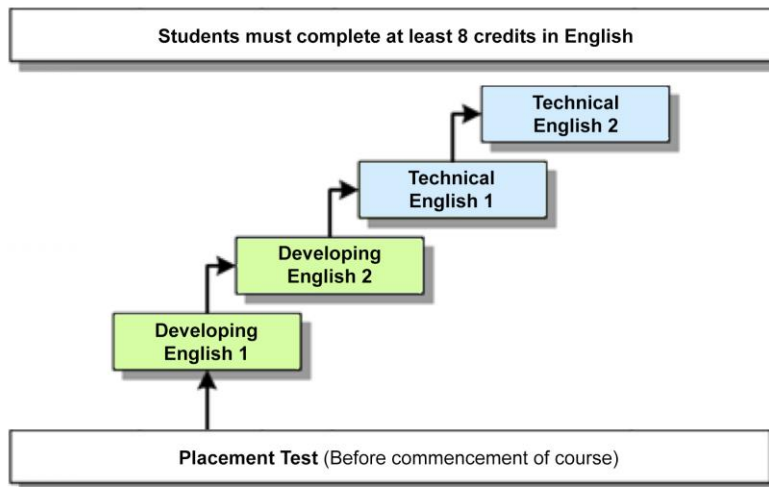 Students must complete at least 8 credits in English
Technical
English 2
Technical
English 1
Developing
English 2
Developing
English 1
Placement Test (Before commencement of course)